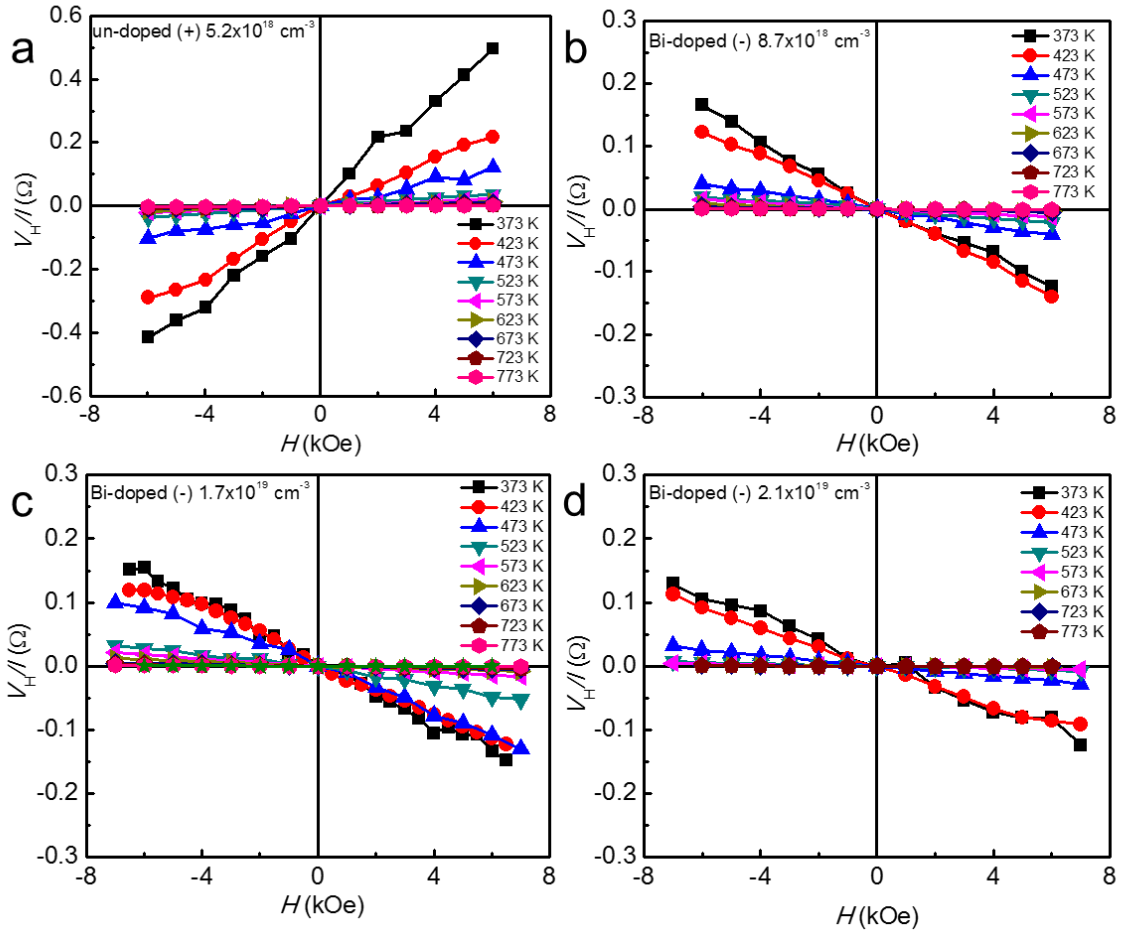 a
un-doped (+) 5.2x10¹⁸ cm⁻³
0.6
0.4
0.2
0.0
-0.2
-0.4
0.6
V_H/I (Ω)
373 K
423 K
473 K
523 K
573 K
623 K
673 K
723 K
773 K
-8 -4 0 4 8
H (kOe)
b
Bi-doped (-) 8.7x10¹⁸ cm⁻³
0.3
0.2
0.1
0.0
-0.1
-0.2
-0.3
V_H/I (Ω)
373 K
423 K
473 K
523 K
573 K
623 K
673 K
723 K
773 K
-8 -4 0 4 8
H (kOe)
c
Bi-doped (-) 1.7x10¹⁹ cm⁻³
0.3
0.2
0.1
0.0
-0.1
-0.2
-0.3
V_H/I (Ω)
373 K
423 K
473 K
523 K
573 K
623 K
673 K
723 K
773 K
-8 -4 0 4 8
H (kOe)
d
Bi-doped (-) 2.1x10¹⁹ cm⁻³
0.3
0.2
0.1
0.0
-0.1
-0.2
-0.3
V_H/I (Ω)
373 K
423 K
473 K
523 K
573 K
673 K
723 K
773 K
-8 -4 0 4 8
H (kOe)